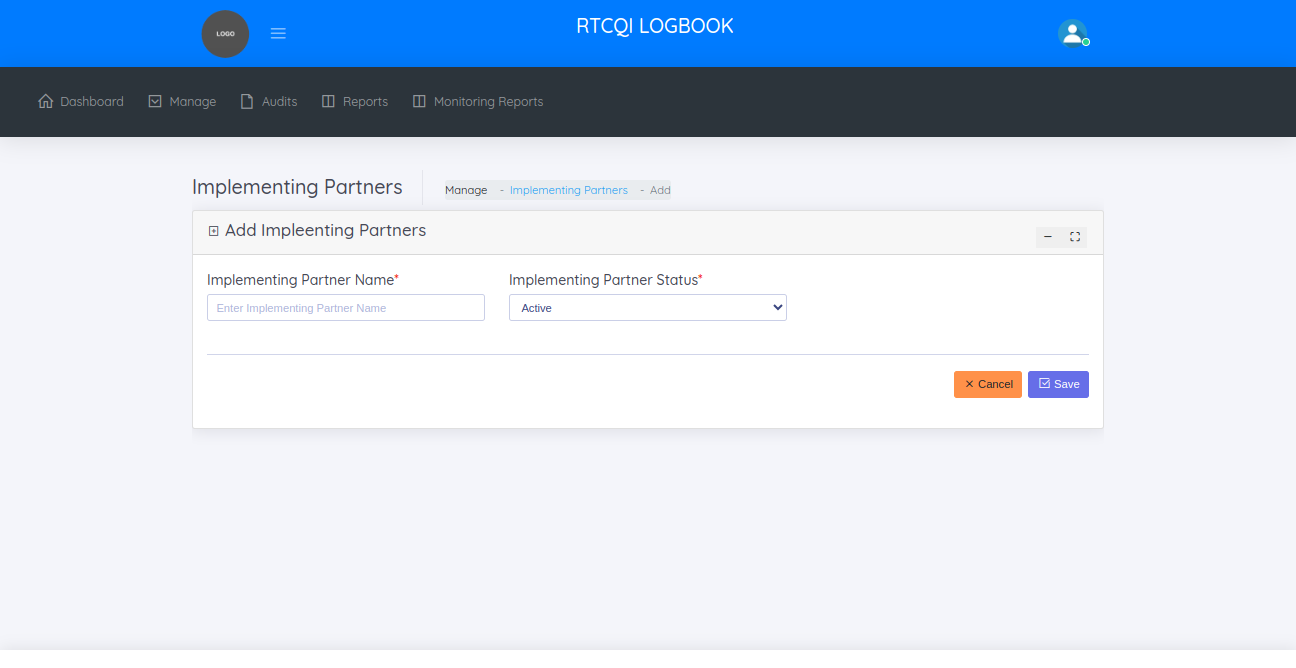 LOGO
RTCQI LOGBOOK
Dashboard Manage Audits Reports Monitoring Reports
Implementing Partners
Manage - Implementing Partners - Add
Add Impleenting Partners
Implementing Partner Name* Implementing Partner Status*
Enter Implementing Partner Name Active
Cancel Save